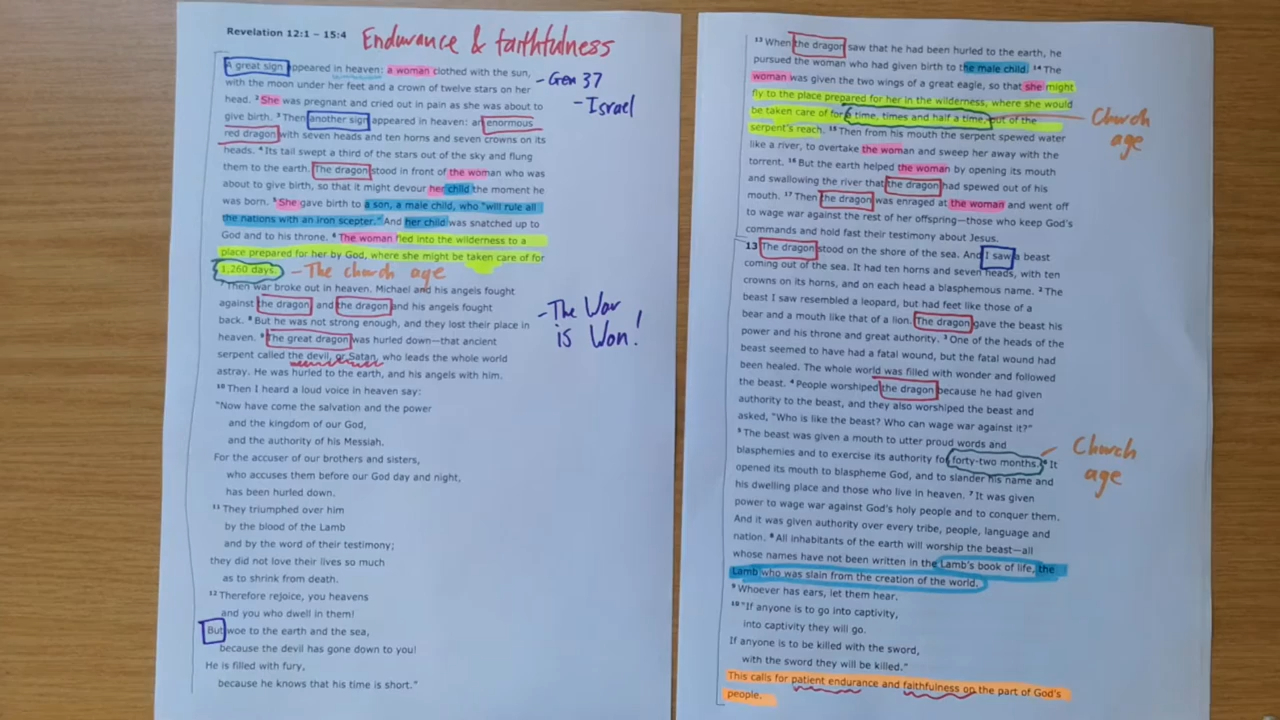 Revelation 12:1 – 15:4
Endurance & faithfulness
A great sign appeared in heaven: a woman clothed with the sun,
with the moon under her feet and a crown of twelve stars on her
head. ² She was pregnant and cried out in pain as she was about to
give birth. ³ Then another sign appeared in heaven: an enormous
red dragon with seven heads and ten horns and seven crowns on its
heads. ⁴ Its tail swept a third of the stars out of the sky and flung
them to the earth. The dragon stood in front of the woman who was
about to give birth, so that it might devour her child the moment he
was born. ⁵ She gave birth to a son, a male child, who "will rule all
the nations with an iron scepter." And her child was snatched up to
God and to his throne. ⁶ The woman fled into the wilderness to a
place prepared for her by God, where she might be taken care of for
1,260 days.
- The church age
- Gen 37
- Israel
⁷ Then war broke out in heaven. Michael and his angels fought
against the dragon and the dragon and his angels fought
back. ⁸ But he was not strong enough, and they lost their place in
heaven. ⁹ The great dragon was hurled down—that ancient
serpent called the devil, or Satan, who leads the whole world
astray. He was hurled to the earth, and his angels with him.
- The War
is Won!
¹⁰ Then I heard a loud voice in heaven say:
"Now have come the salvation and the power
and the kingdom of our God,
and the authority of his Messiah.
For the accuser of our brothers and sisters,
who accuses them before our God day and night,
has been hurled down.
¹¹ They triumphed over him
by the blood of the Lamb
and by the word of their testimony;
they did not love their lives so much
as to shrink from death.
¹² Therefore rejoice, you heavens
and you who dwell in them!
But woe to the earth and the sea,
because the devil has gone down to you!
He is filled with fury,
because he knows that his time is short."
¹³ When the dragon saw that he had been hurled to the earth, he
pursued the woman who had given birth to the male child. ¹⁴ The
woman was given the two wings of a great eagle, so that she might
fly to the place prepared for her in the wilderness, where she would
be taken care of for a time, times and half a time, out of the
serpent's reach. ¹⁵ Then from his mouth the serpent spewed water
like a river, to overtake the woman and sweep her away with the
torrent. ¹⁶ But the earth helped the woman by opening its mouth
and swallowing the river that the dragon had spewed out of his
mouth. ¹⁷ Then the dragon was enraged at the woman and went off
to wage war against the rest of her offspring—those who keep God's
commands and hold fast their testimony about Jesus.
Church
age
13 The dragon stood on the shore of the sea. And I saw a beast
coming out of the sea. It had ten horns and seven heads, with ten
crowns on its horns, and on each head a blasphemous name. ² The
beast I saw resembled a leopard, but had feet like those of a
bear and a mouth like that of a lion. The dragon gave the beast his
power and his throne and great authority. ³ One of the heads of the
beast seemed to have had a fatal wound, but the fatal wound had
been healed. The whole world was filled with wonder and followed
the beast. ⁴ People worshiped the dragon because he had given
authority to the beast, and they also worshiped the beast and
asked, "Who is like the beast? Who can wage war against it?"
⁵ The beast was given a mouth to utter proud words and
blasphemies and to exercise its authority for forty-two months. ⁶ It
opened its mouth to blaspheme God, and to slander his name and
his dwelling place and those who live in heaven. ⁷ It was given
power to wage war against God's holy people and to conquer them.
And it was given authority over every tribe, people, language and
nation. ⁸ All inhabitants of the earth will worship the beast—all
whose names have not been written in the Lamb's book of life, the
Lamb who was slain from the creation of the world.
Church
age
⁹ Whoever has ears, let them hear.
¹⁰ "If anyone is to go into captivity,
into captivity they will go.
If anyone is to be killed with the sword,
with the sword they will be killed."
This calls for patient endurance and faithfulness on the part of God's
people.